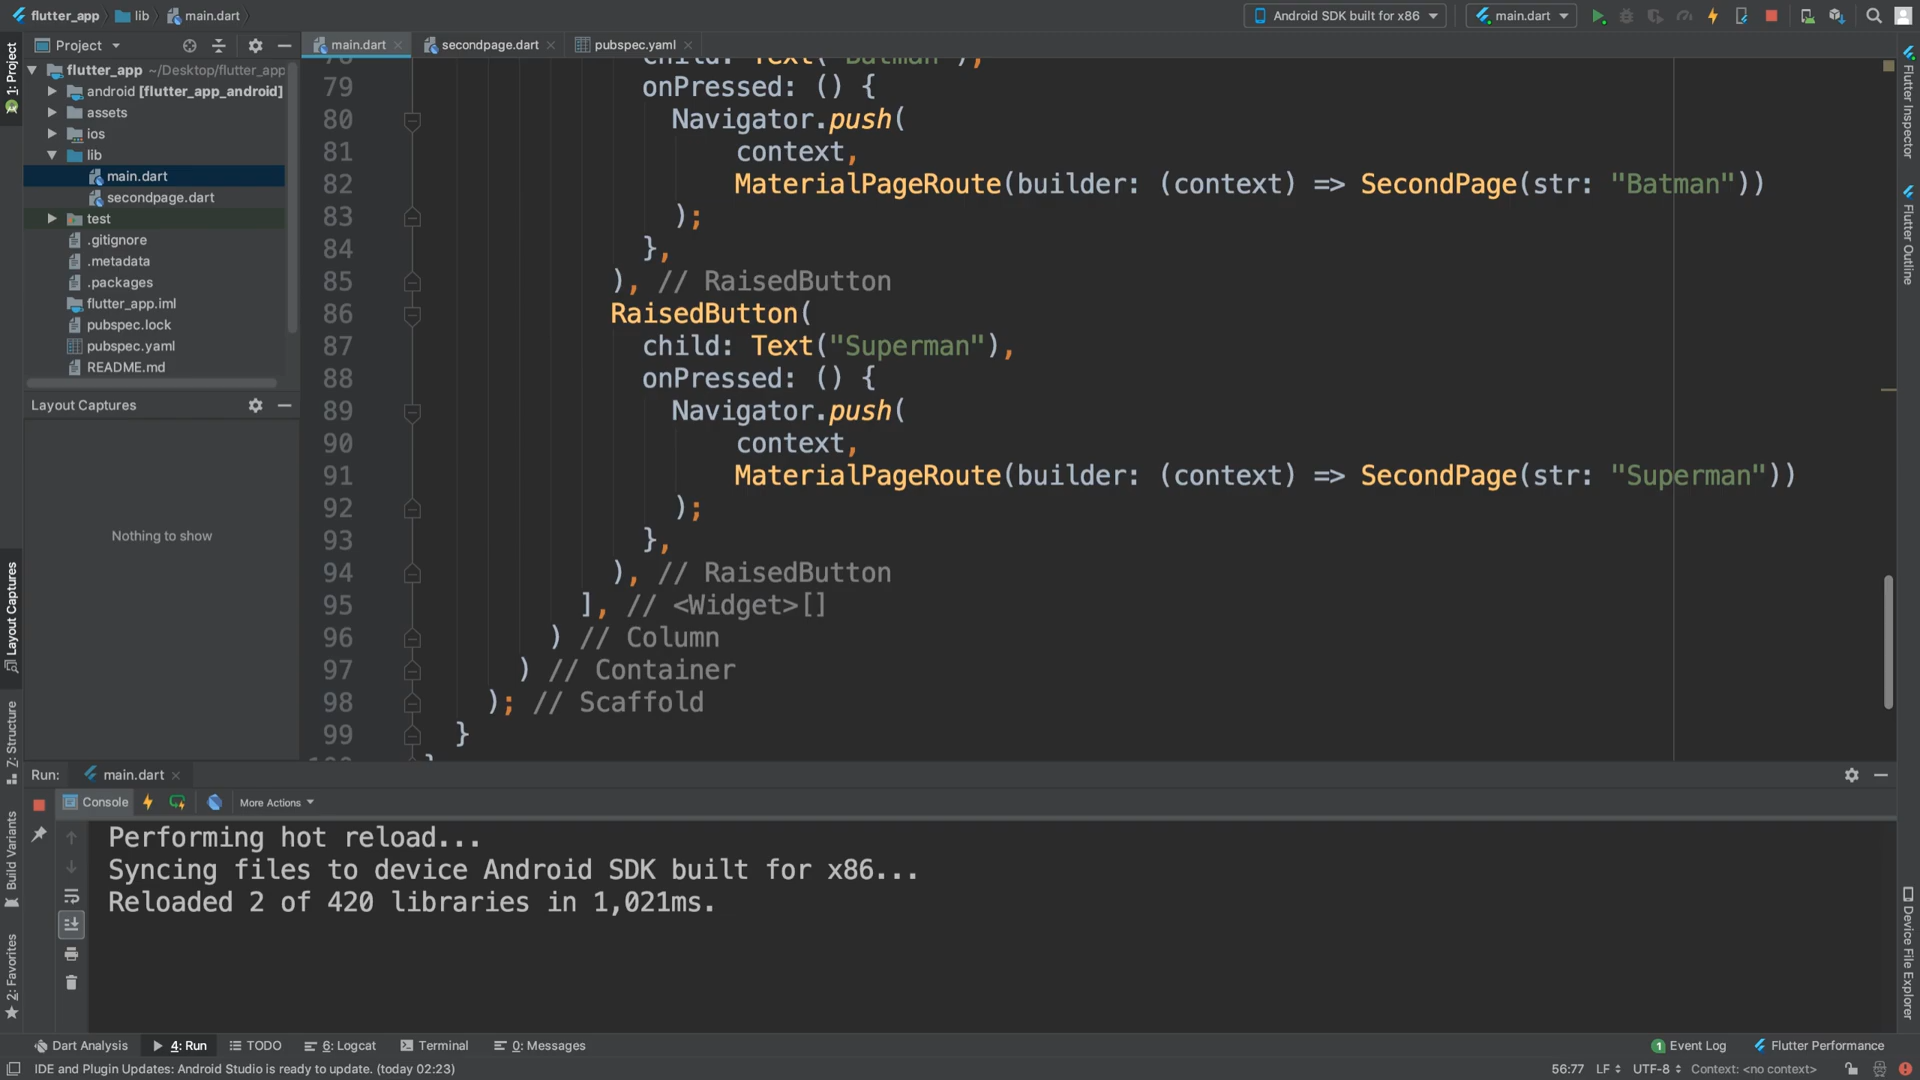 flutter_app
lib
main.dart
Android SDK built for x86
main.dart
1: Project
Project
main.dart
secondpage.dart
pubspec.yaml
flutter_app ~/Desktop/flutter_app
android [flutter_app_android]
assets
ios
lib
main.dart
secondpage.dart
test
.gitignore
.metadata
.packages
flutter_app.iml
pubspec.lock
pubspec.yaml
README.md
Layout Captures
Nothing to show
78 child: Text("Batman"),
79 onPressed: () {
80 Navigator.push(
81 context,
82 MaterialPageRoute(builder: (context) => SecondPage(str: "Batman"))
83 );
84 },
85 ), // RaisedButton
86 RaisedButton(
87 child: Text("Superman"),
88 onPressed: () {
89 Navigator.push(
90 context,
91 MaterialPageRoute(builder: (context) => SecondPage(str: "Superman"))
92 );
93 },
94 ), // RaisedButton
95 ], // <Widget>[]
96 ) // Column
97 ) // Container
98 ); // Scaffold
99 }
100 }
Flutter Inspector
Flutter Outline
Device File Explorer
Layout Captures
Z: Structure
Build Variants
2: Favorites
Run:
main.dart
Console
More Actions
Performing hot reload...
Syncing files to device Android SDK built for x86...
Reloaded 2 of 420 libraries in 1,021ms.
Dart Analysis
4: Run
TODO
6: Logcat
Terminal
0: Messages
1 Event Log
Flutter Performance
IDE and Plugin Updates: Android Studio is ready to update. (today 02:23)
56:77
LF
UTF-8
Context: <no context>